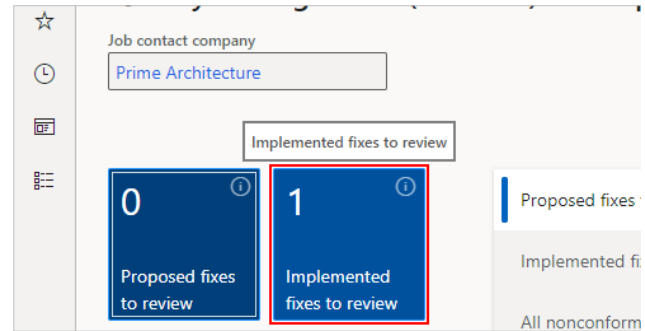 Job contact company
Prime Architecture
Implemented fixes to review
0
1
Proposed fixes
to review
Implemented
fixes to review
Proposed fixes
Implemented
All nonconform